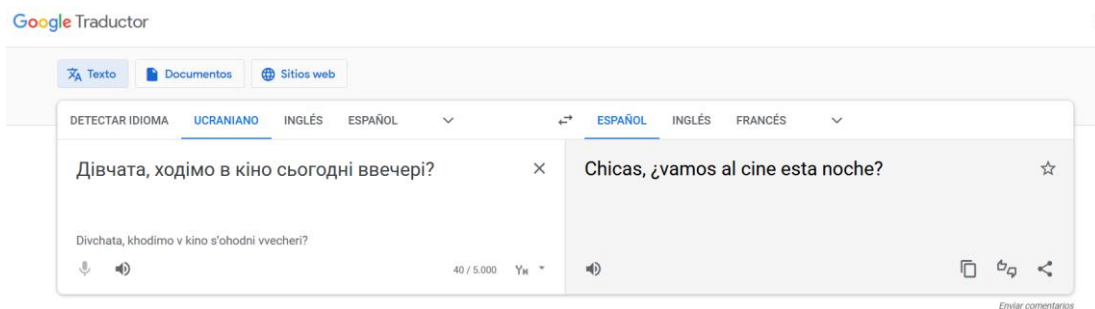 Google Traductor
Texto Documentos Sitios web
DETECTAR IDIOMA UCRANIANO INGLÉS ESPAÑOL ESPAÑOL INGLÉS FRANCÉS
Дівчата, ходімо в кіно сьогодні ввечері? Chicas, ¿vamos al cine esta noche?
Divchata, khodimo v kino s'ohodni vvecheri?
40 / 5.000
Enviar comentarios